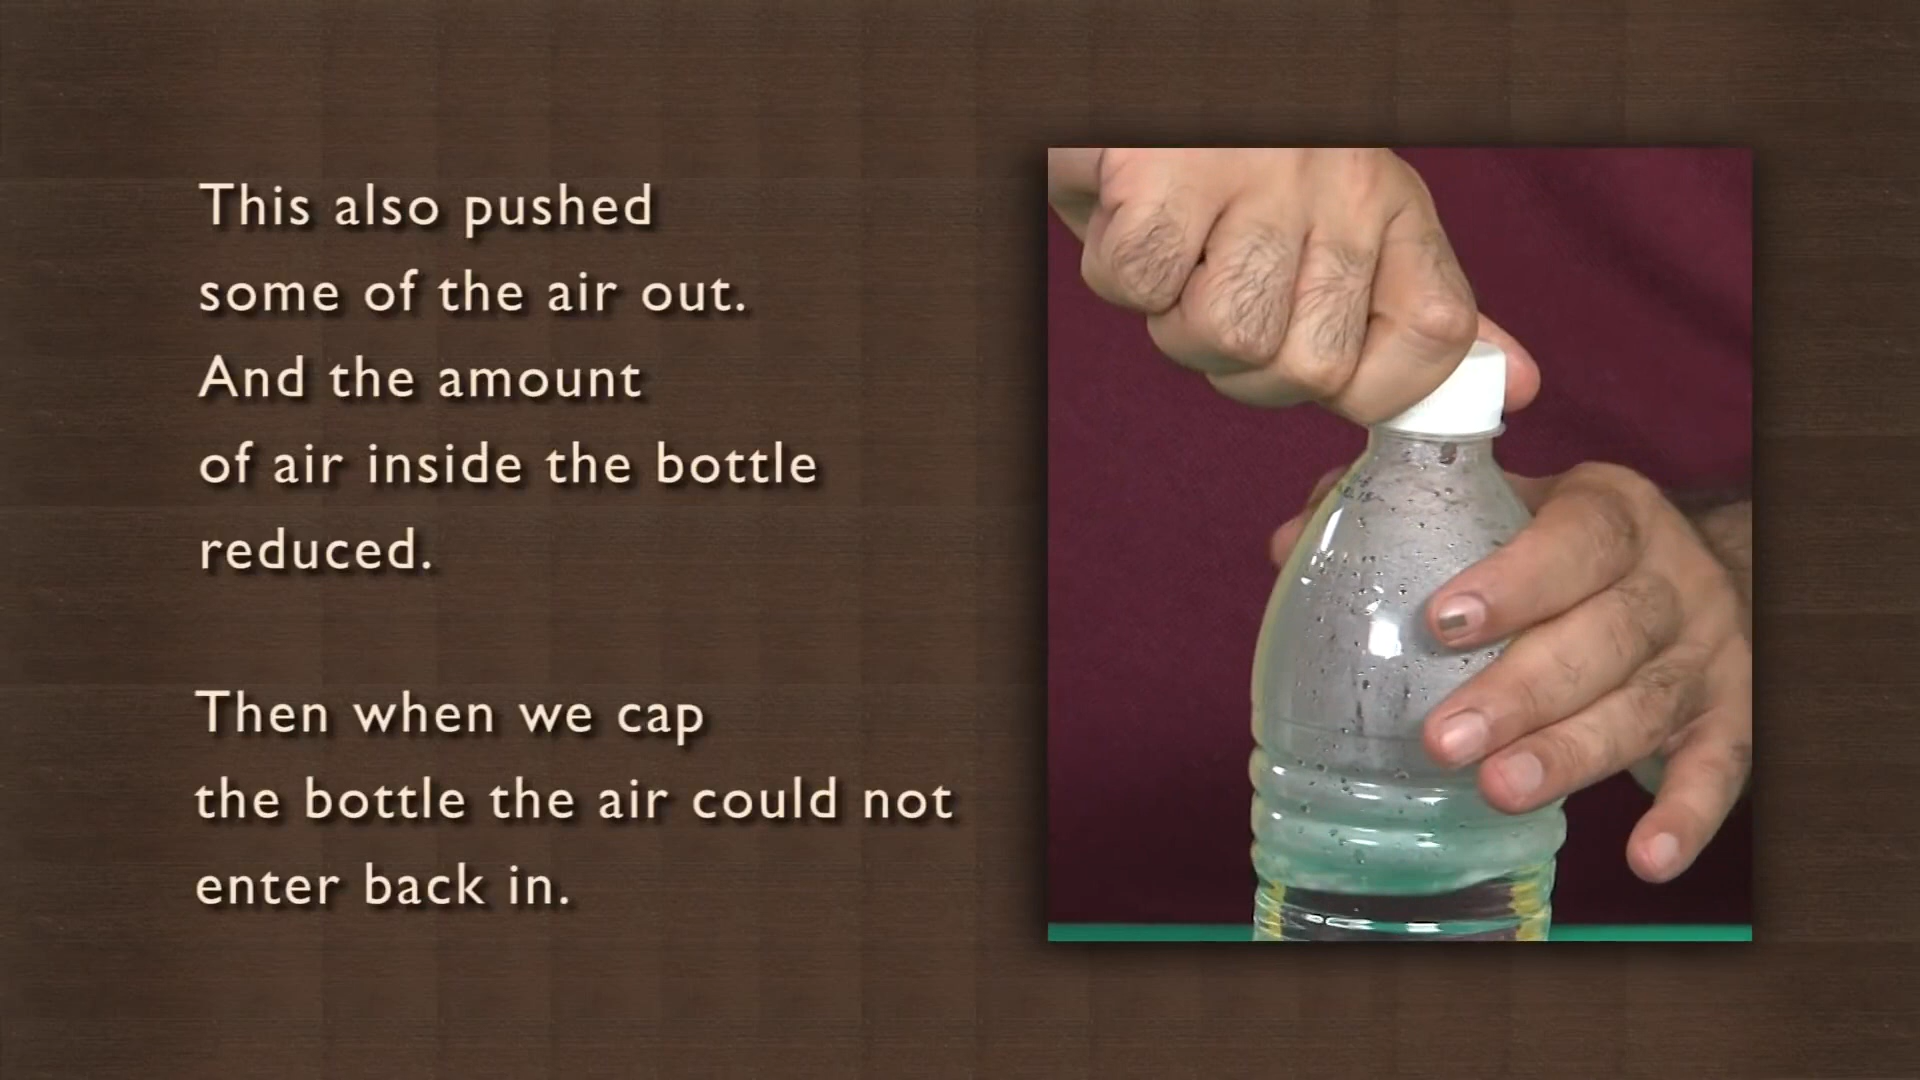 This also pushed
some of the air out.
And the amount
of air inside the bottle
reduced.
Then when we cap
the bottle the air could not
enter back in.